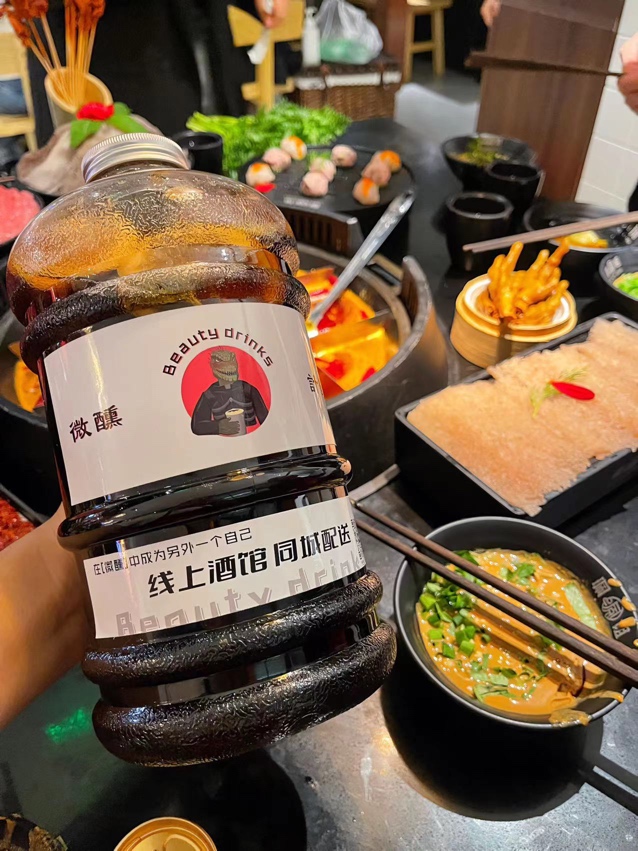 Beauty drinks
微醺
在[微醺]中成为另外一个自己
线上酒馆 同城配送
Beauty drin